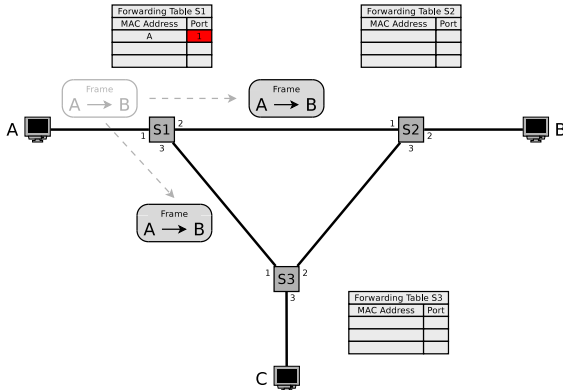 Forwarding Table S1
MAC Address Port
A 1
Forwarding Table S2
MAC Address Port
Frame
A B
Frame
A B
A
1
S1
2
3
1
S2
2
3
B
Frame
A B
1
S3
2
3
Forwarding Table S3
MAC Address Port
C